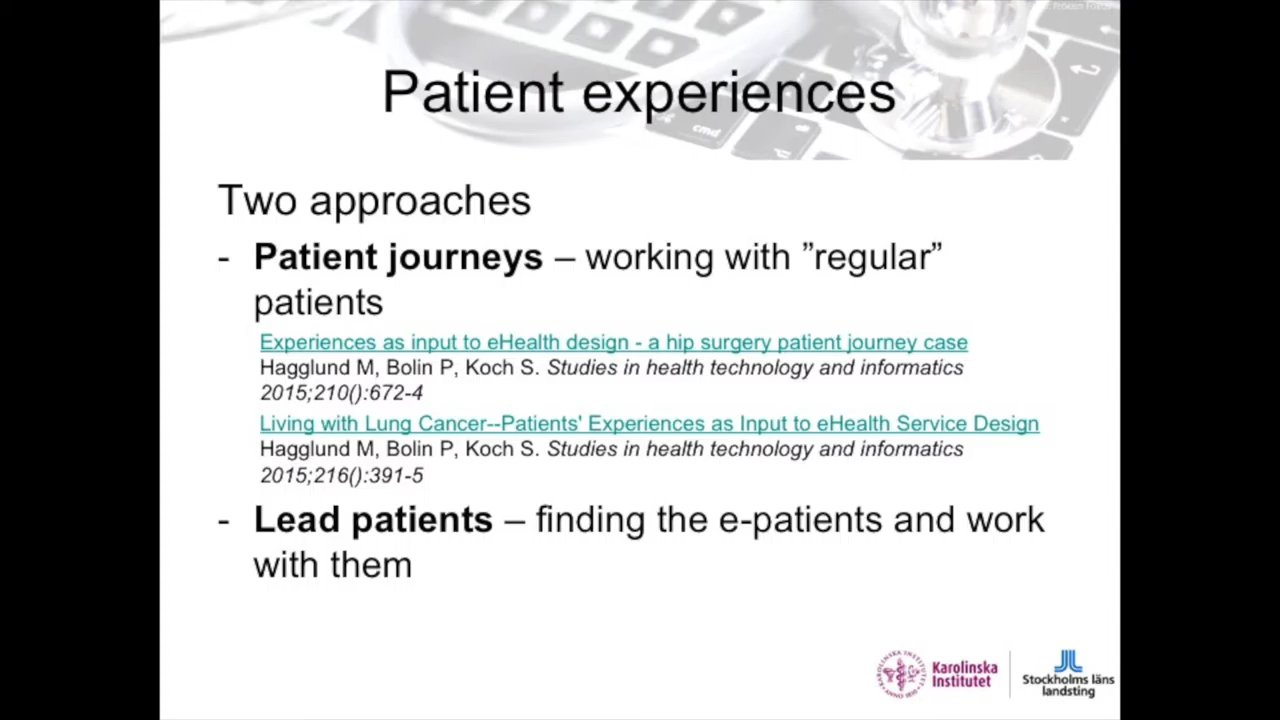 Patient experiences
Two approaches
- Patient journeys – working with ”regular”
patients
Experiences as input to eHealth design - a hip surgery patient journey case
Hagglund M, Bolin P, Koch S. Studies in health technology and informatics
2015;210():672-4
Living with Lung Cancer--Patients' Experiences as Input to eHealth Service Design
Hagglund M, Bolin P, Koch S. Studies in health technology and informatics
2015;216():391-5
- Lead patients – finding the e-patients and work
with them
Karolinska
Institutet
Stockholms läns
landsting
cmd